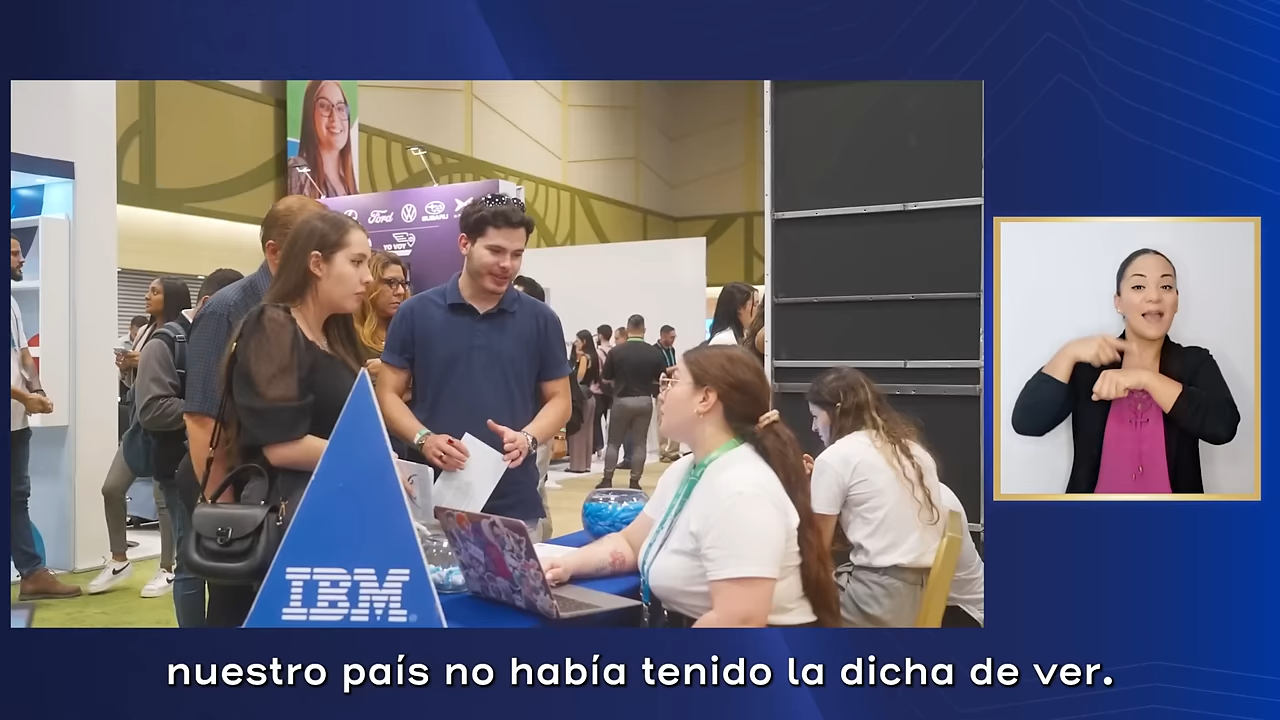 Ford
SUBARU
YO VOY
IBM
nuestro país no había tenido la dicha de ver.